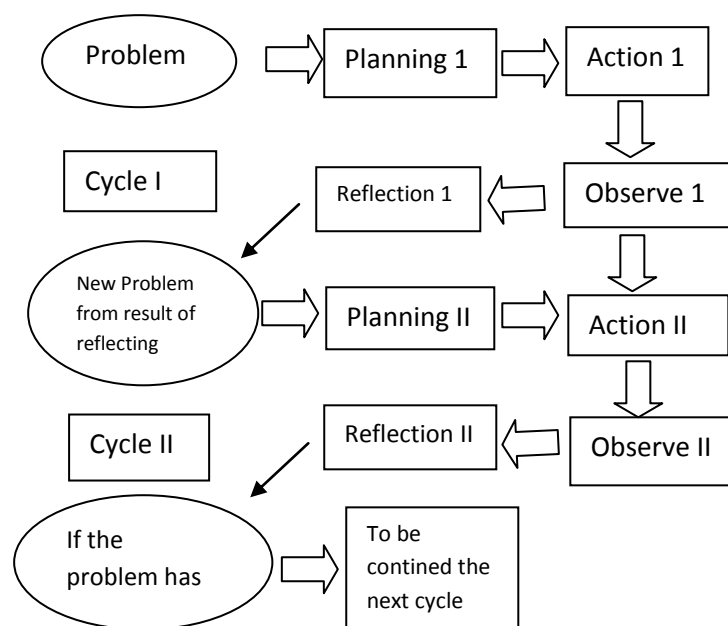 Problem
Planning 1
Action 1
Cycle I
Reflection 1
Observe 1
New Problem
from result of
reflecting
Planning II
Action II
Cycle II
Reflection II
Observe II
If the
problem has
To be
contined the
next cycle